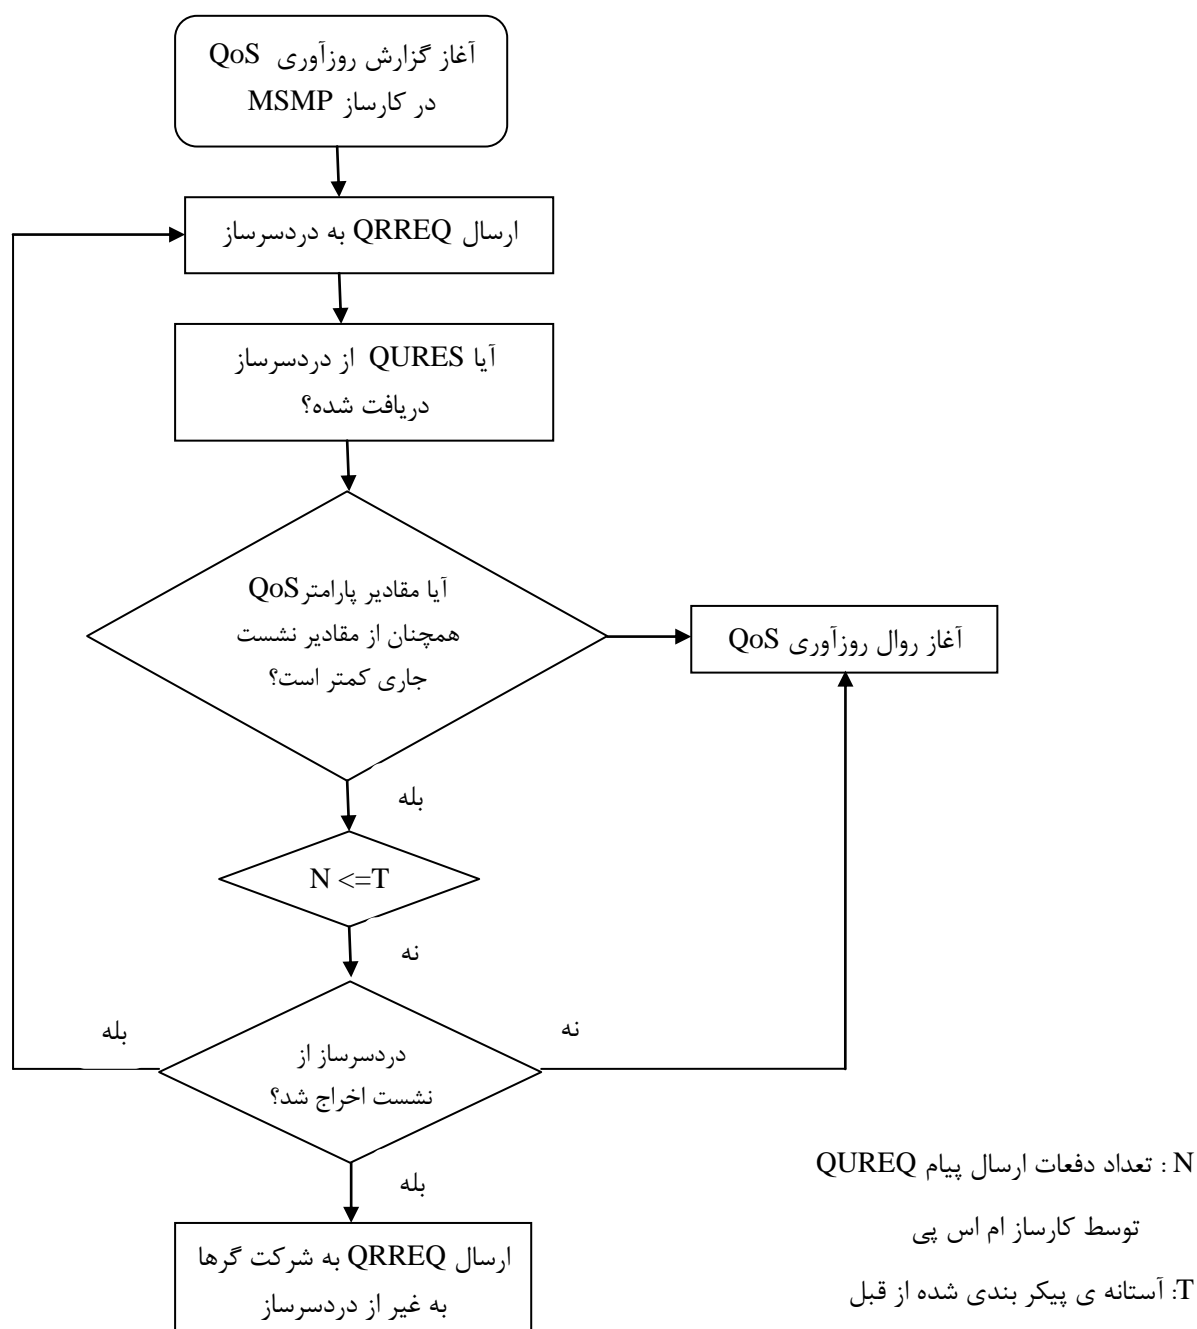 آغاز گزارش روزآوری QoS
در کارساز MSMP
ارسال QRREQ به دردسرساز
آیا QURES از دردسرساز
دریافت شده؟
آیا مقادیر پارامترQoS
همچنان از مقادیر نشست
جاری کمتر است؟
آغاز روال روزآوری QoS
بله
N <=T
نه
بله
نه
دردسرساز از
نشست اخراج شد؟
بله
ارسال QRREQ به شرکت گرها
به غیر از دردسرساز
N : تعداد دفعات ارسال پیام QUREQ
توسط کارساز ام اس پی
T: آستانه ی پیکر بندی شده از قبل